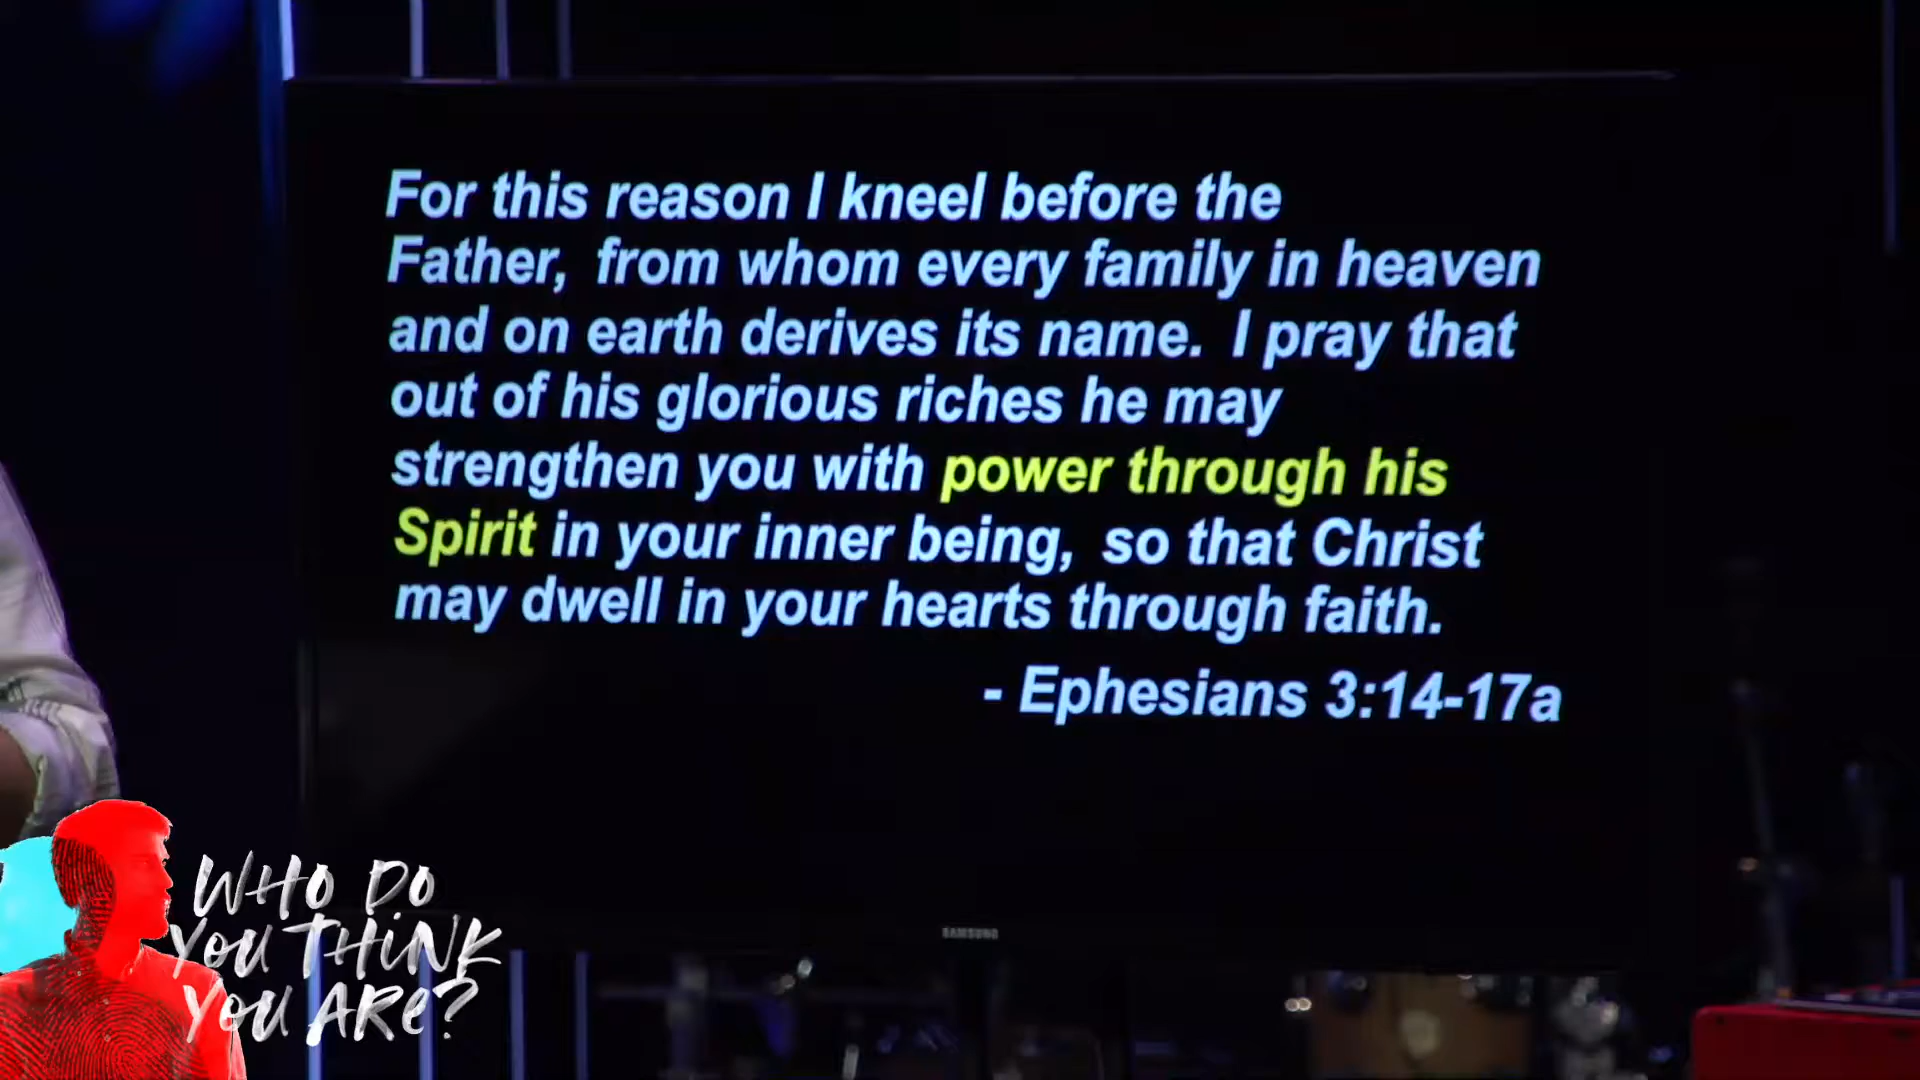 For this reason I kneel before the
Father, from whom every family in heaven
and on earth derives its name. I pray that
out of his glorious riches he may
strengthen you with power through his
Spirit in your inner being, so that Christ
may dwell in your hearts through faith.
- Ephesians 3:14-17a
SAMSUNG
WHO DO
YOU THINK
YOU ARE?